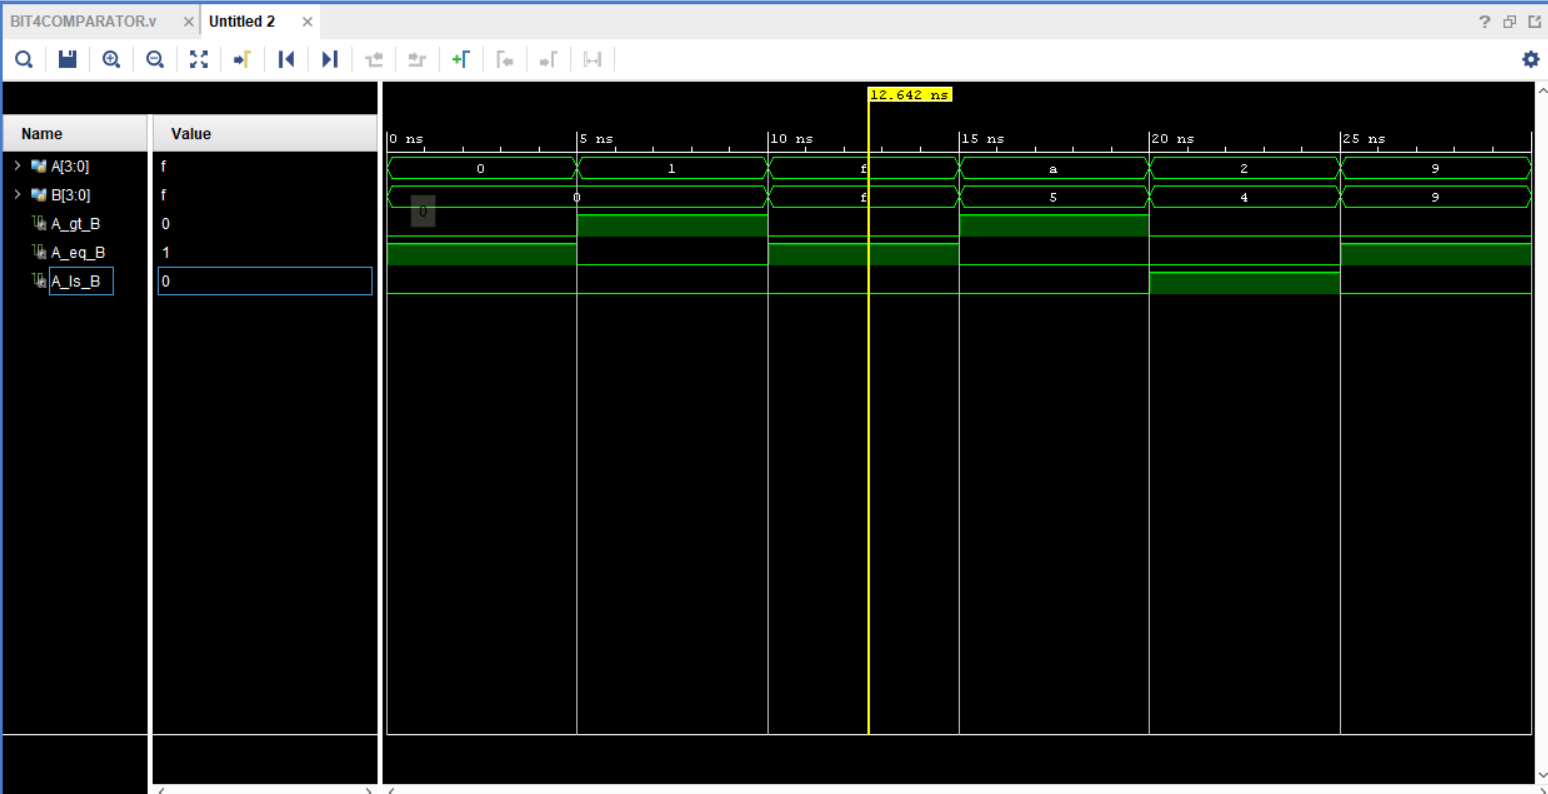 BIT4COMPARATOR.v × Untitled 2 × ?
12.642 ns
Name Value 0 ns 5 ns 10 ns 15 ns 20 ns 25 ns
A[3:0] f 0 1 f a 2 9
B[3:0] f 0 f 5 4 9
A_gt_B 0 0
A_eq_B 1
A_ls_B 0